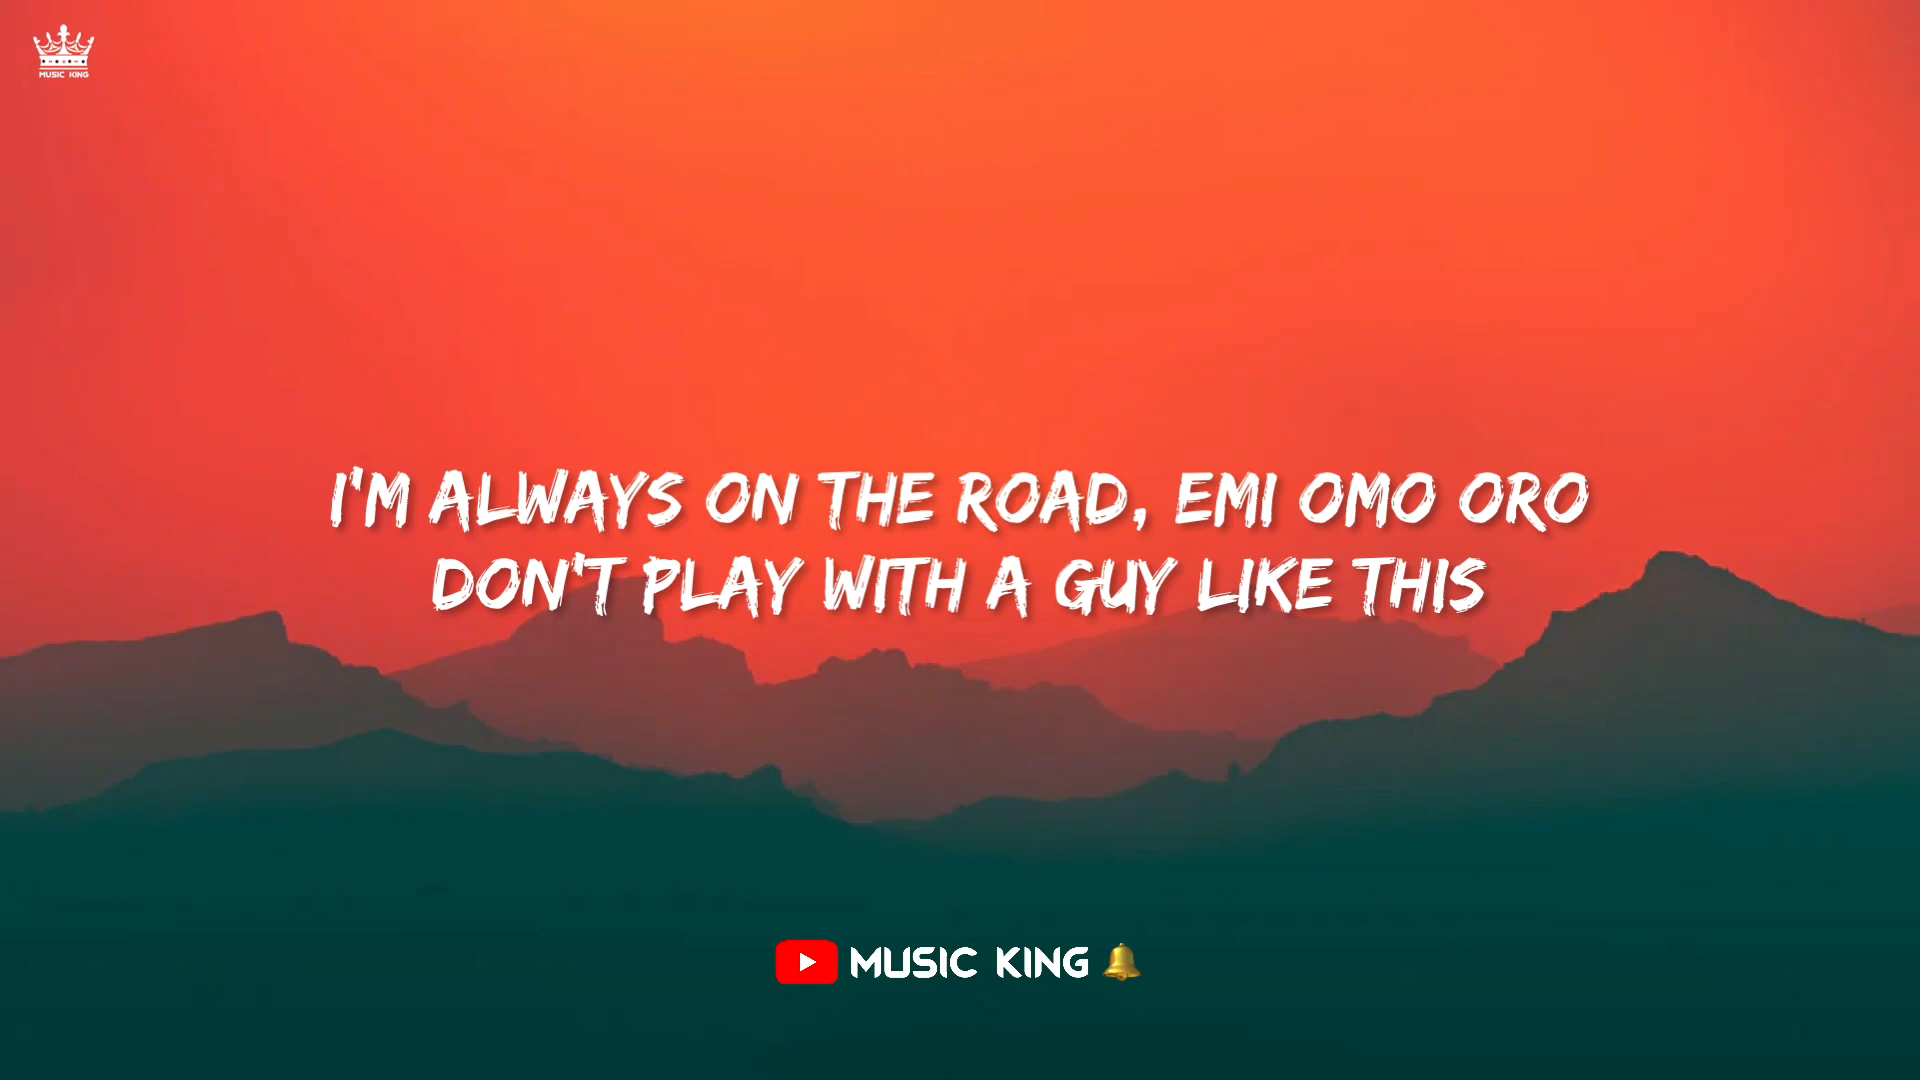 MUSIC KING
I'M ALWAYS ON THE ROAD, EMI OMO ORO
DON'T PLAY WITH A GUY LIKE THIS
MUSIC KING